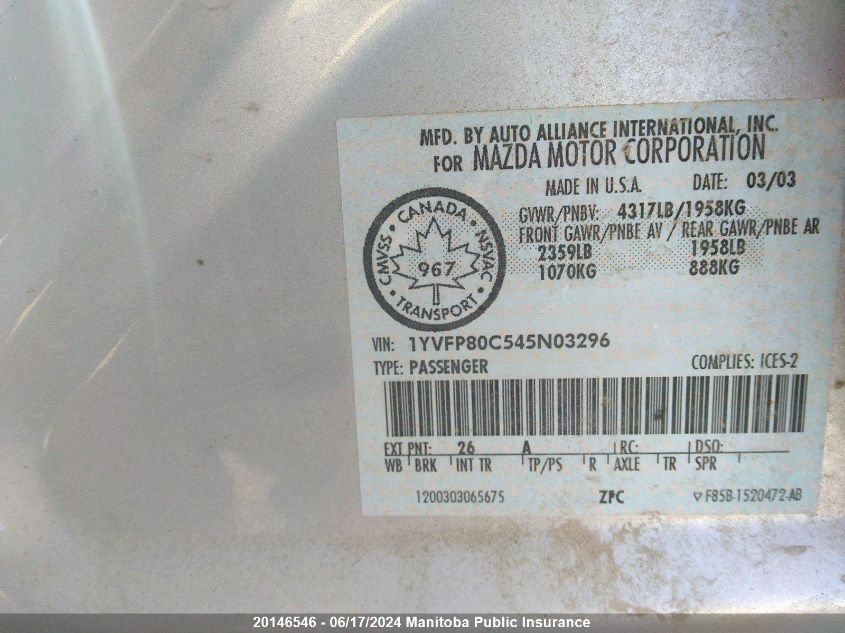 MFD. BY AUTO ALLIANCE INTERNATIONAL, INC.
FOR MAZDA MOTOR CORPORATION
MADE IN U.S.A. DATE: 03/03
GVWR/PNBV: 4317LB/1958KG
FRONT GAWR/PNBE AV / REAR GAWR/PNBE AR
2359LB 1958LB
1070KG 888KG
CANADA
CMVSS NSVAC
967
TRANSPORT
VIN: 1YVFP80C545N03296
TYPE: PASSENGER COMPLIES: ICES-2
EXT PNT: 26 A RC: DSO:
WB BRK INT TR TP/PS R AXLE TR SPR
1200303065675 ZFC F85B-1520472-AB
20146546 - 06/17/2024 Manitoba Public Insurance